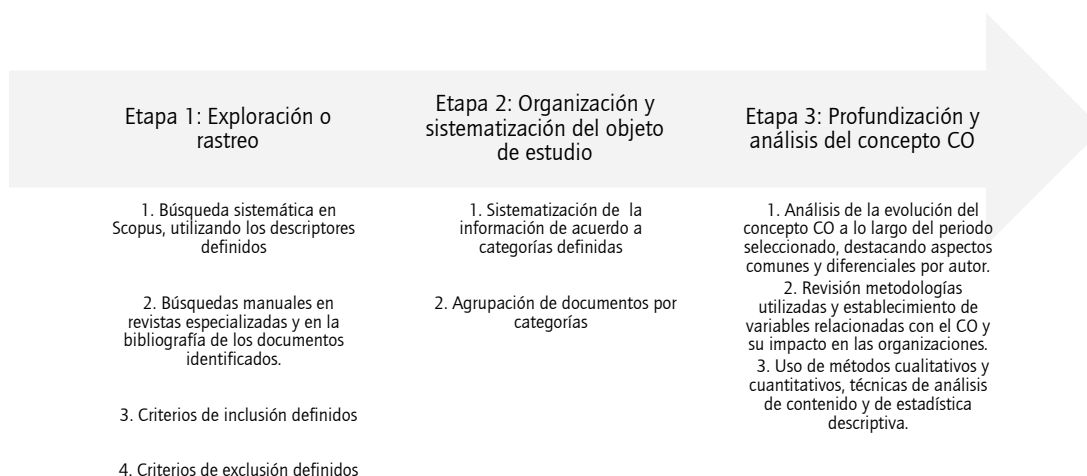 Etapa 1: Exploración o
rastreo
1. Búsqueda sistemática en
Scopus, utilizando los descriptores
definidos
2. Búsquedas manuales en
revistas especializadas y en la
bibliografía de los documentos
identificados.
3. Criterios de inclusión definidos
4. Criterios de exclusión definidos
Etapa 2: Organización y
sistematización del objeto
de estudio
1. Sistematización de la
información de acuerdo a
categorías definidas
2. Agrupación de documentos por
categorías
Etapa 3: Profundización y
análisis del concepto CO
1. Análisis de la evolución del
concepto CO a lo largo del periodo
seleccionado, destacando aspectos
comunes y diferenciales por autor.
2. Revisión metodologías
utilizadas y establecimiento de
variables relacionadas con el CO y
su impacto en las organizaciones.
3. Uso de métodos cualitativos y
cuantitativos, técnicas de análisis
de contenido y de estadística
descriptiva.